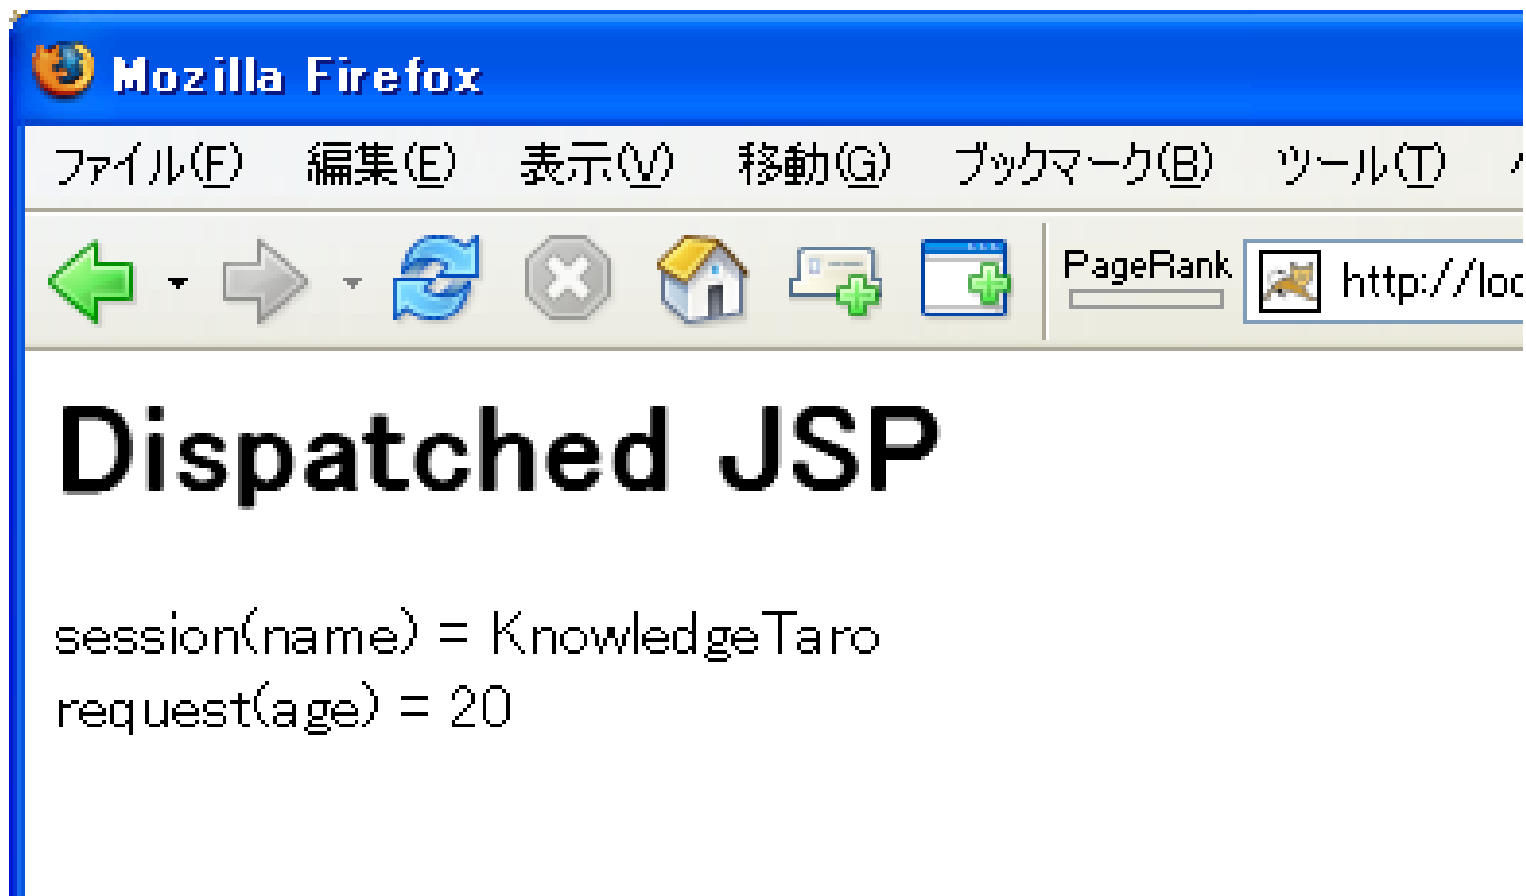 Mozilla Firefox
ファイル(F) 編集(E) 表示(V) 移動(G) ブックマーク(B) ツール(T)
PageRank http://loc
Dispatched JSP
session(name) = KnowledgeTaro
request(age) = 20